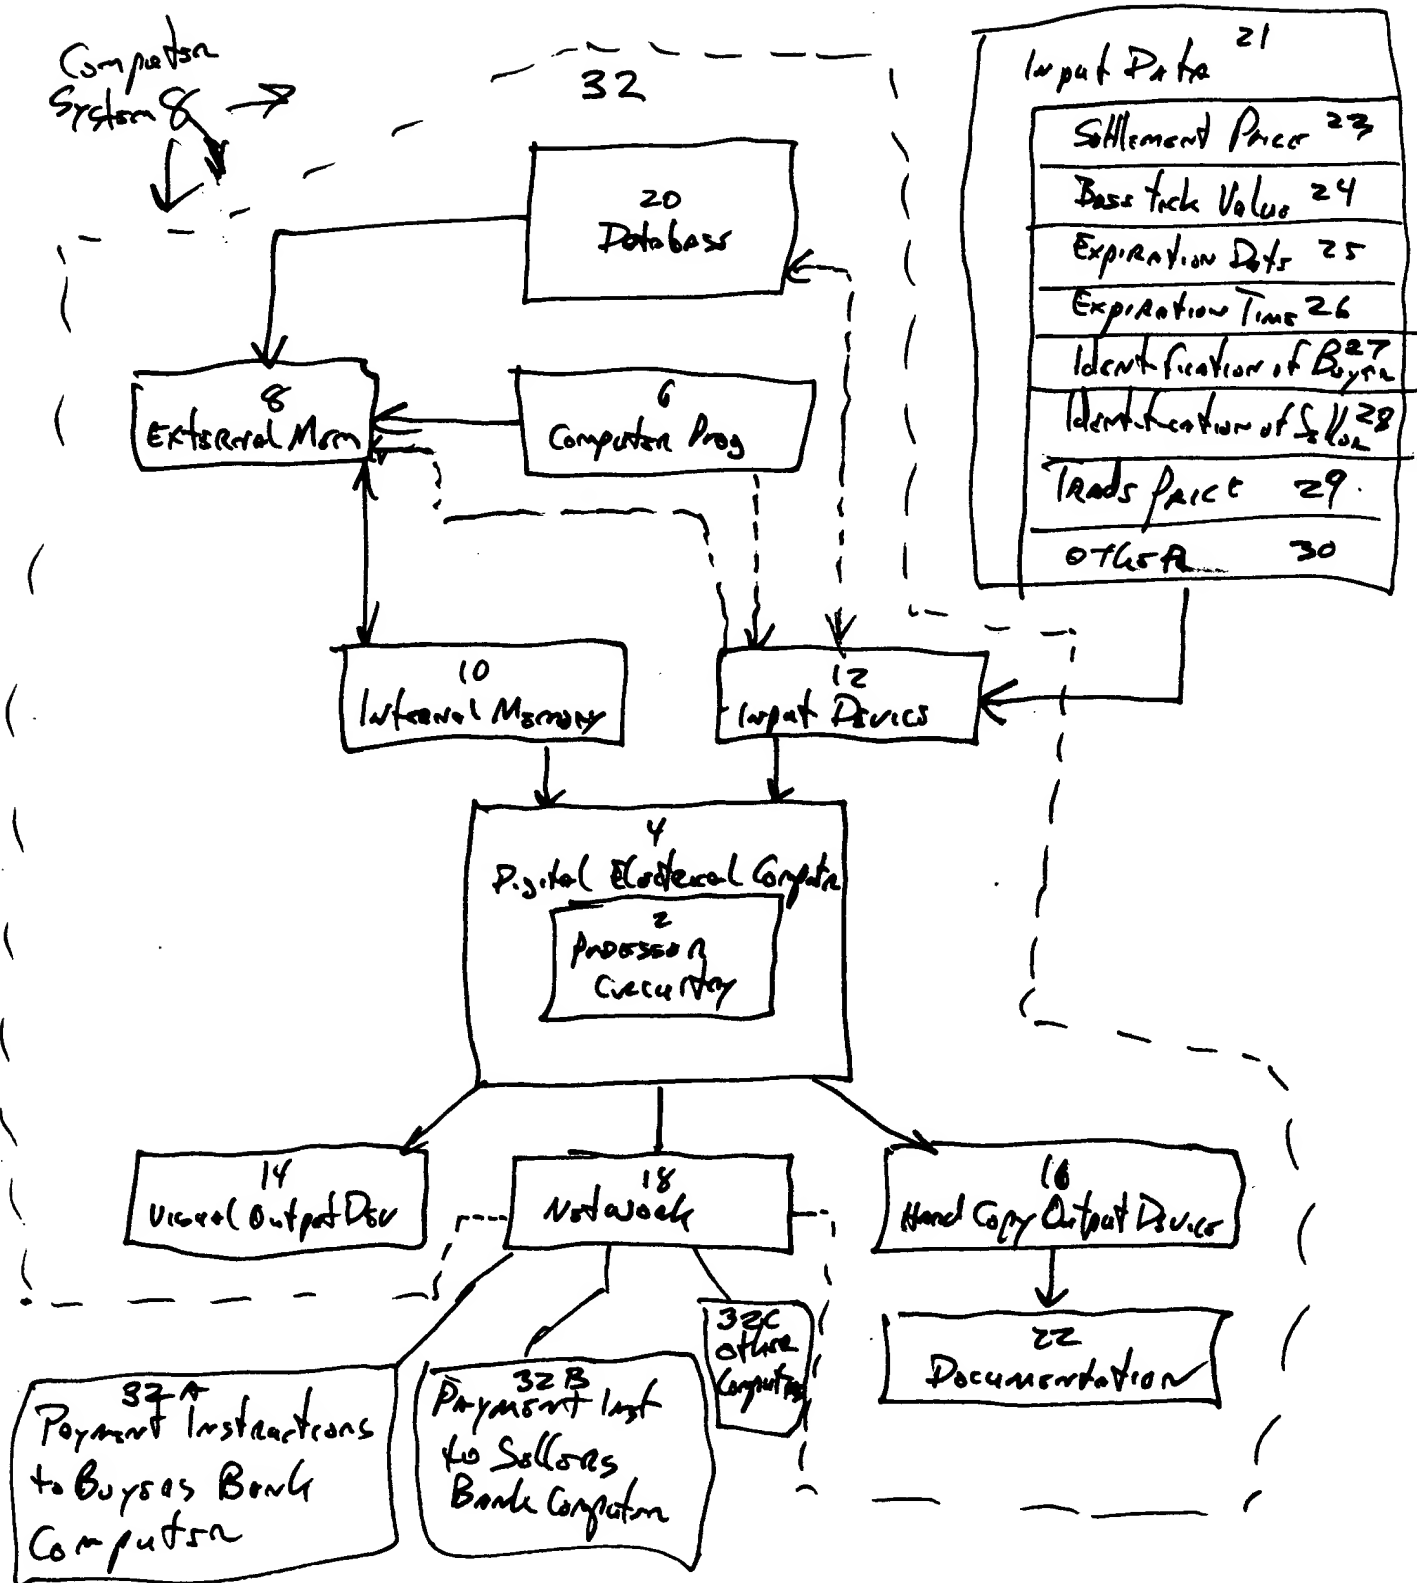 Computer
System 8
32
21
Input Data
Settlement Price 23
Base tick Value 24
Expiration Date 25
Expiration Time 26
Identification of Buyer 27
Identification of Seller 28
Trade Price 29
Other 30
20
Database
8
External Mem
6
Computer Prog
10
Internal Memory
12
Input Device
4
Digital Electrical Computer
2
Processor
Circuitry
14
Visual Output Dev
18
Network
16
Hard Copy Output Device
32C
Other
Computers
22
Documentation
32A
Payment Instructions
to Buyers Bank
Computer
32B
Payment Inst
to Sellers
Bank Computer